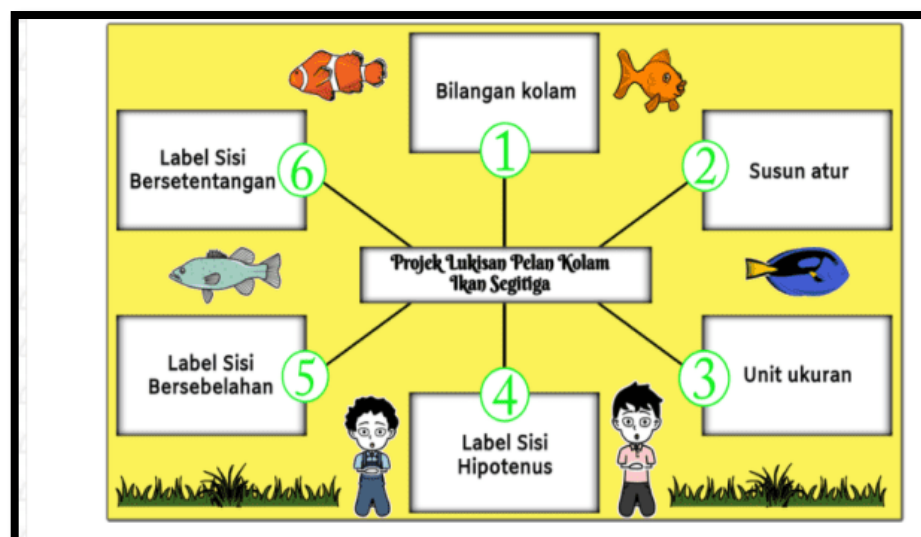 Projek Lukisan Pelan Kolam
Ikan Segitiga
1
Bilangan kolam
2
Susun atur
3
Unit ukuran
4
Label Sisi
Hipotenus
5
Label Sisi
Bersebelahan
6
Label Sisi
Bersetentangan